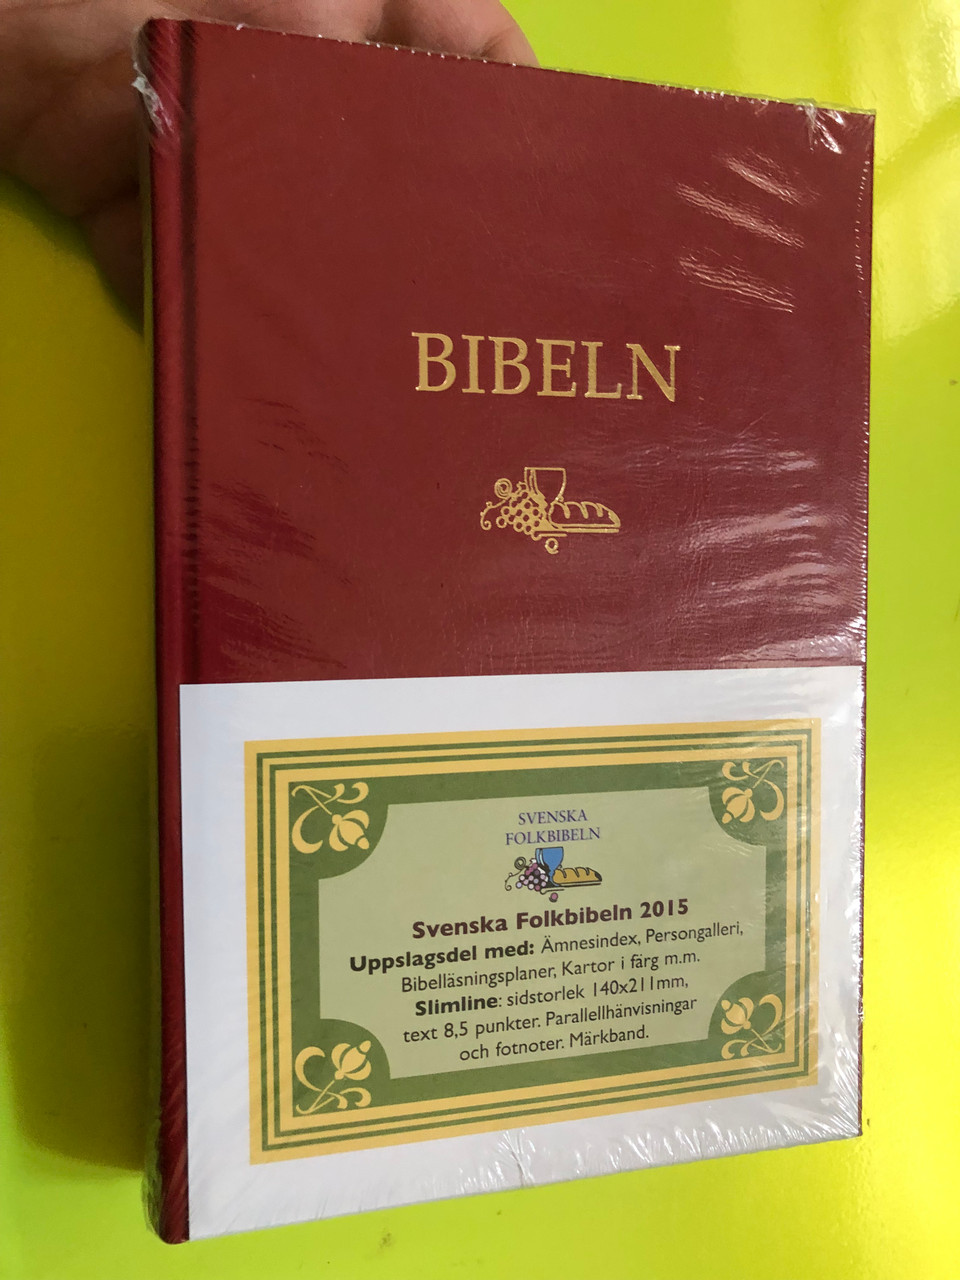 BIBELN
SVENSKA
FOLKBIBELN
Svenska Folkbibeln 2015
Uppslagsdel med: Ämnesindex, Persongalleri,
Bibelläsningsplaner, Kartor i färg m.m.
Slimline: sidstorlek 140x211mm,
text 8,5 punkter. Parallellhänvisningar
och fotnoter. Märkband.